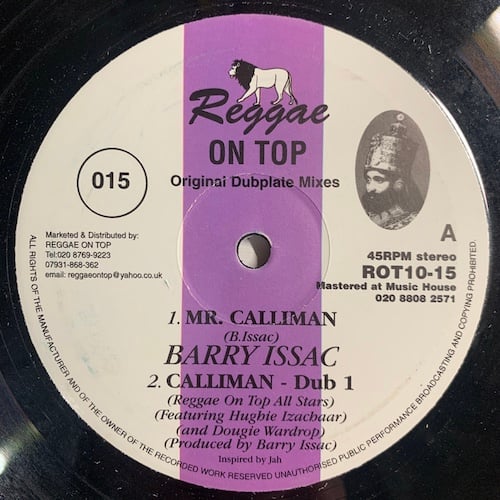 Reggae
ON TOP
Original Dubplate Mixes
015
A
Marketed & Distributed by:
REGGAE ON TOP
Tel:020 8769-9223
07931-868-362
email: reggaeontop@yahoo.co.uk
45RPM stereo
ROT10-15
Mastered at Music House
020 8808 2571
1. MR. CALLIMAN
(B.Issac)
BARRY ISSAC
2. CALLIMAN - Dub 1
(Reggae On Top All Stars)
(Featuring Hughie Izachaar)
(and Dougie Wardrop)
(Produced by Barry Issac)
Inspired by Jah
ALL RIGHTS OF THE MANUFACTURER AND OF THE OWNER OF THE RECORDED WORK RESERVED UNAUTHORISED PUBLIC PERFORMANCE BROADCASTING AND COPYING PROHIBITED.